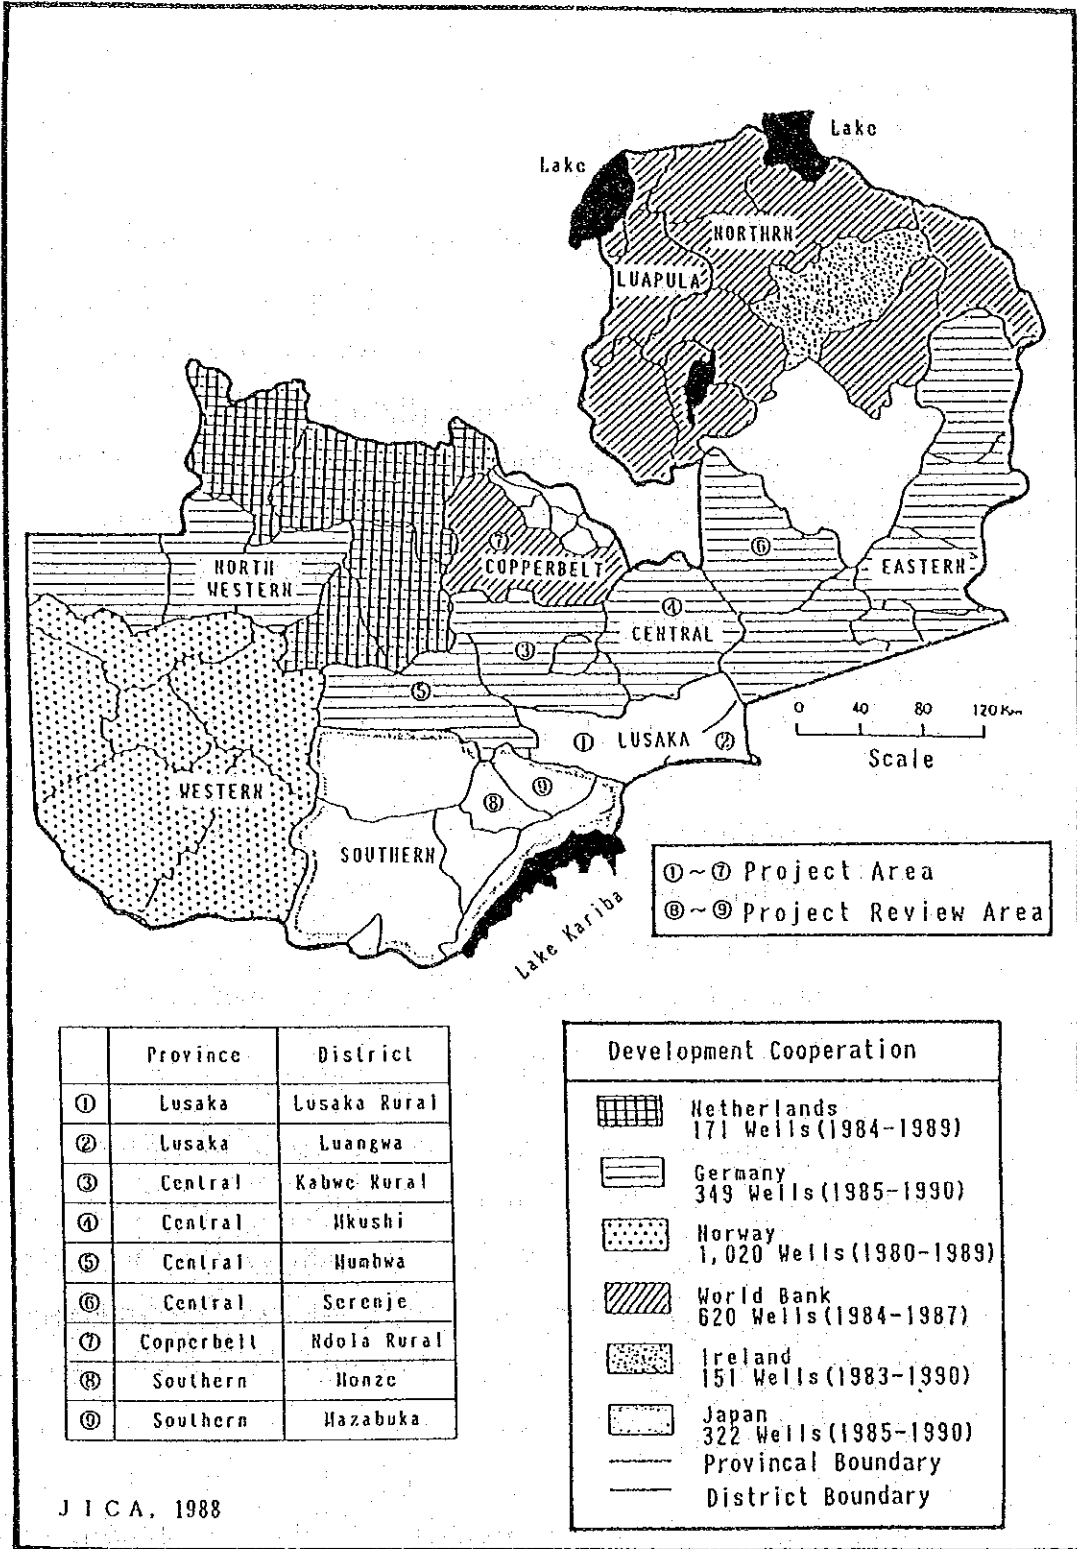 Lake
Lake
NORTHRN
LUAPULA
⑦
COPPERBELT
⑥
EASTERN
NORTH
WESTERN
④
CENTRAL
③
⑤
0 40 80 120 Km
Scale
① LUSAKA ②
WESTERN
⑧
⑨
SOUTHERN
Lake Kariba
①~⑦ Project Area
⑧~⑨ Project Review Area
Province District
① Lusaka Lusaka Rural
② Lusaka Luangwa
③ Central Kabwe Rural
④ Central Mkushi
⑤ Central Mumbwa
⑥ Central Serenje
⑦ Copperbelt Ndola Rural
⑧ Southern Monze
⑨ Southern Mazabuka
Development Cooperation
Netherlands
171 Wells(1984-1989)
Germany
349 Wells(1985-1990)
Norway
1,020 Wells(1980-1989)
World Bank
620 Wells(1984-1987)
Ireland
151 Wells(1983-1990)
Japan
322 Wells(1985-1990)
Provincal Boundary
District Boundary
JICA, 1988